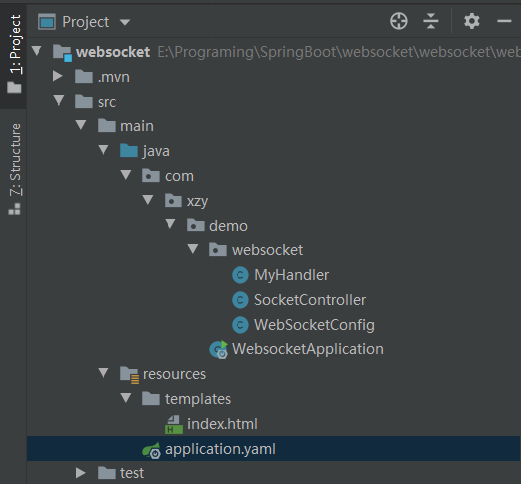 Project
1: Project
Z: Structure
websocket E:\Programing\SpringBoot\websocket\websocket\web
.mvn
src
main
java
com
xzy
demo
websocket
MyHandler
SocketController
WebSocketConfig
WebsocketApplication
resources
templates
H
index.html
application.yaml
test